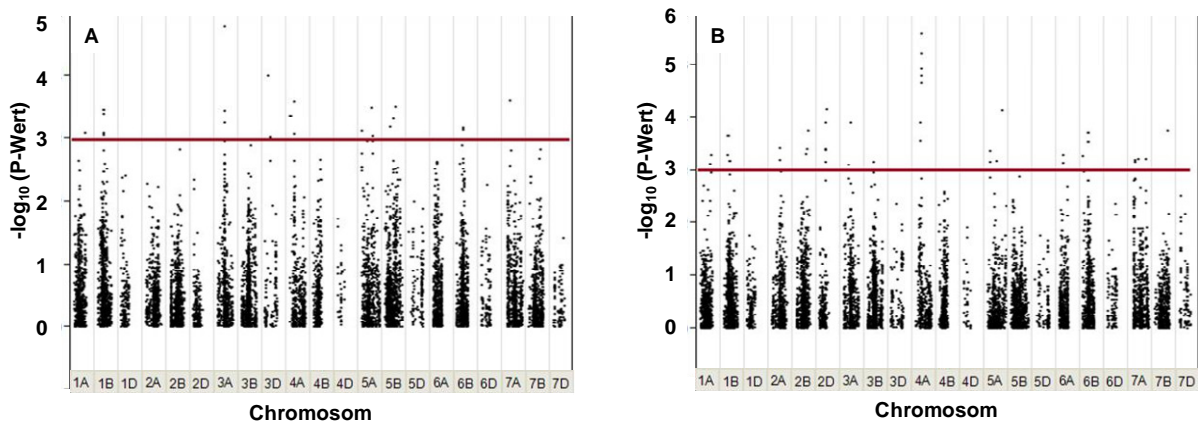 A
-log10 (P-Wert)
5
4
3
2
1
0
1A 1B 1D 2A 2B 2D 3A 3B 3D 4A 4B 4D 5A 5B 5D 6A 6B 6D 7A 7B 7D
Chromosom
B
-log10 (P-Wert)
6
5
4
3
2
1
0
1A 1B 1D 2A 2B 2D 3A 3B 3D 4A 4B 4D 5A 5B 5D 6A 6B 6D 7A 7B 7D
Chromosom